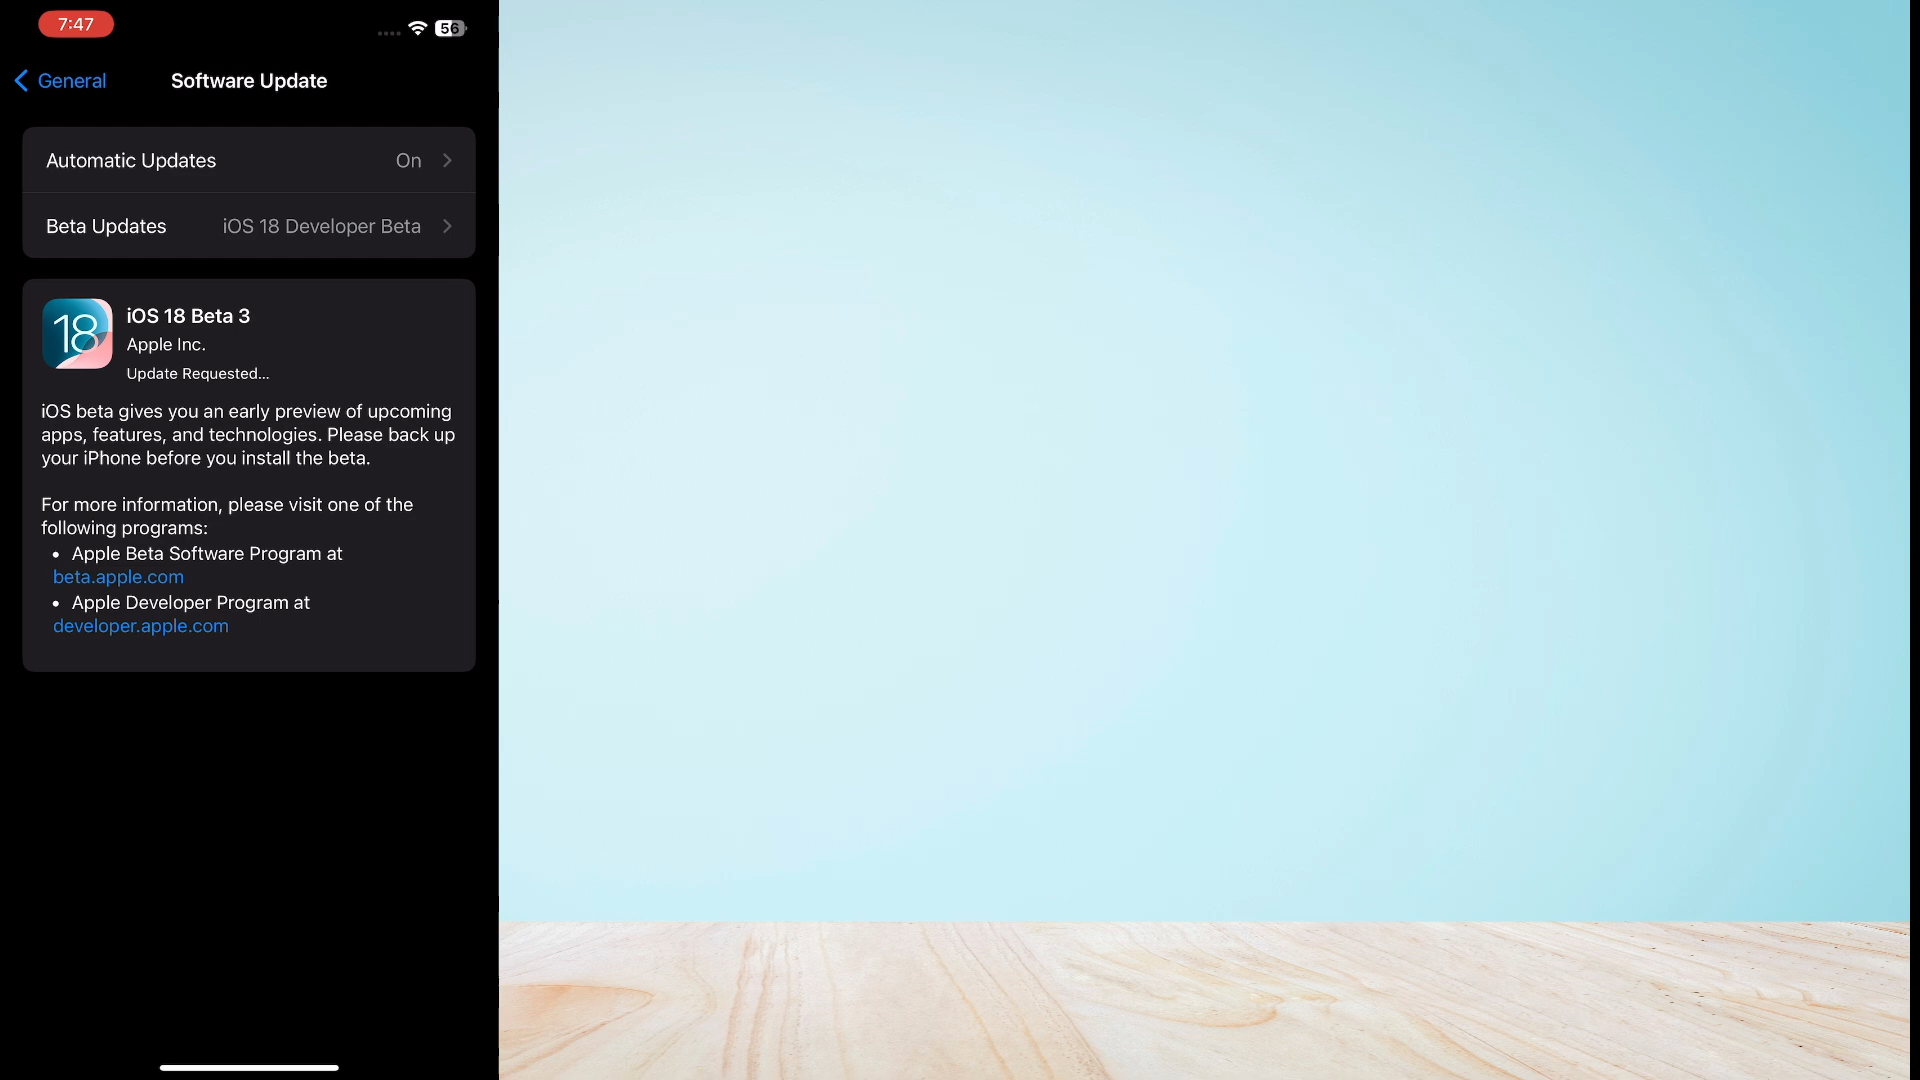 7:47
56
General
Software Update
Automatic Updates On
Beta Updates iOS 18 Developer Beta
18
iOS 18 Beta 3
Apple Inc.
Update Requested...
iOS beta gives you an early preview of upcoming
apps, features, and technologies. Please back up
your iPhone before you install the beta.
For more information, please visit one of the
following programs:
• Apple Beta Software Program at
beta.apple.com
• Apple Developer Program at
developer.apple.com